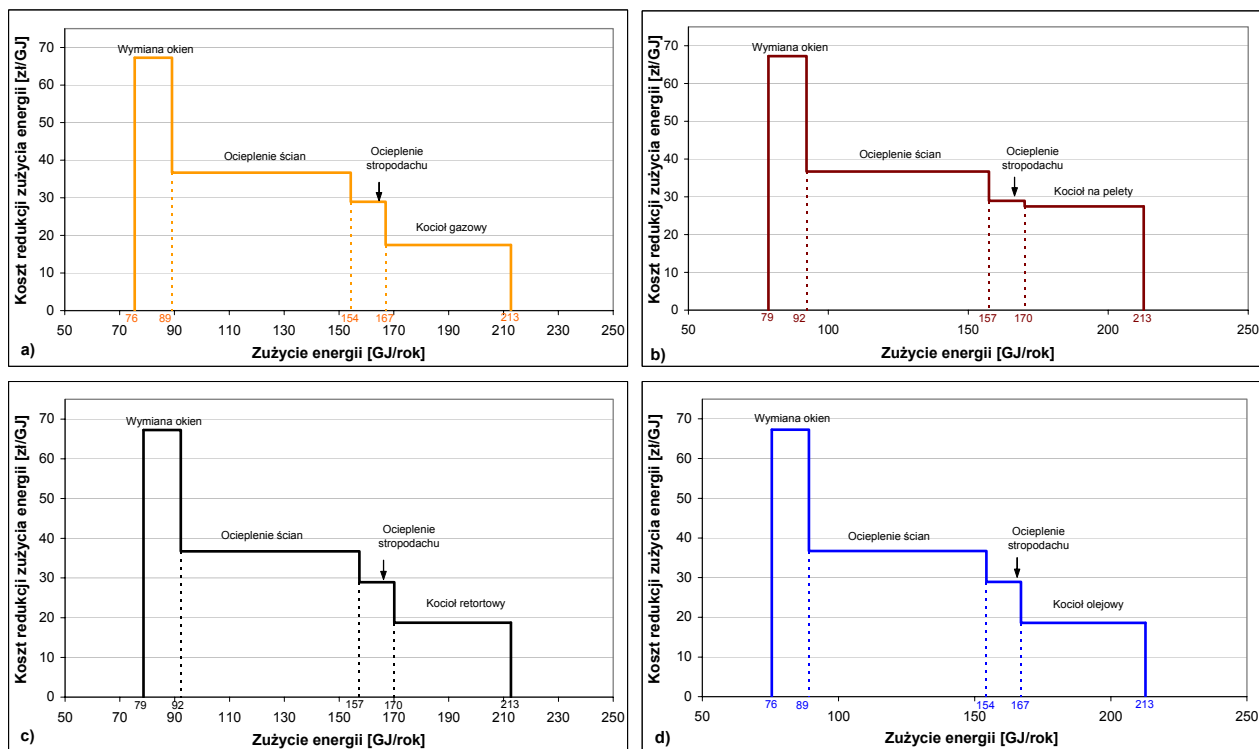 Koszt redukcji zużycia energii [zł/GJ]
70
60
50
40
30
20
10
0
Wymiana okien
Ocieplenie ścian
Ocieplenie
stropodachu
Kocioł gazowy
76 89 154 167 213
50 70 90 110 130 150 170 190 210 230 250
a) Zużycie energii [GJ/rok]
Koszt redukcji zużycia energii [zł/GJ]
70
60
50
40
30
20
10
0
Wymiana okien
Ocieplenie ścian
Ocieplenie
stropodachu
Kocioł na pelety
79 92 157 170 213
50 100 150 200 250
b) Zużycie energii [GJ/rok]
Koszt redukcji zużycia energii [zł/GJ]
70
60
50
40
30
20
10
0
Wymiana okien
Ocieplenie ścian
Ocieplenie
stropodachu
Kocioł retortowy
79 92 157 170 213
50 70 90 110 130 150 170 190 210 230 250
c) Zużycie energii [GJ/rok]
Koszt redukcji zużycia energii [zł/GJ]
70
60
50
40
30
20
10
0
Wymiana okien
Ocieplenie ścian
Ocieplenie
stropodachu
Kocioł olejowy
76 89 154 167 213
50 100 150 200 250
d) Zużycie energii [GJ/rok]